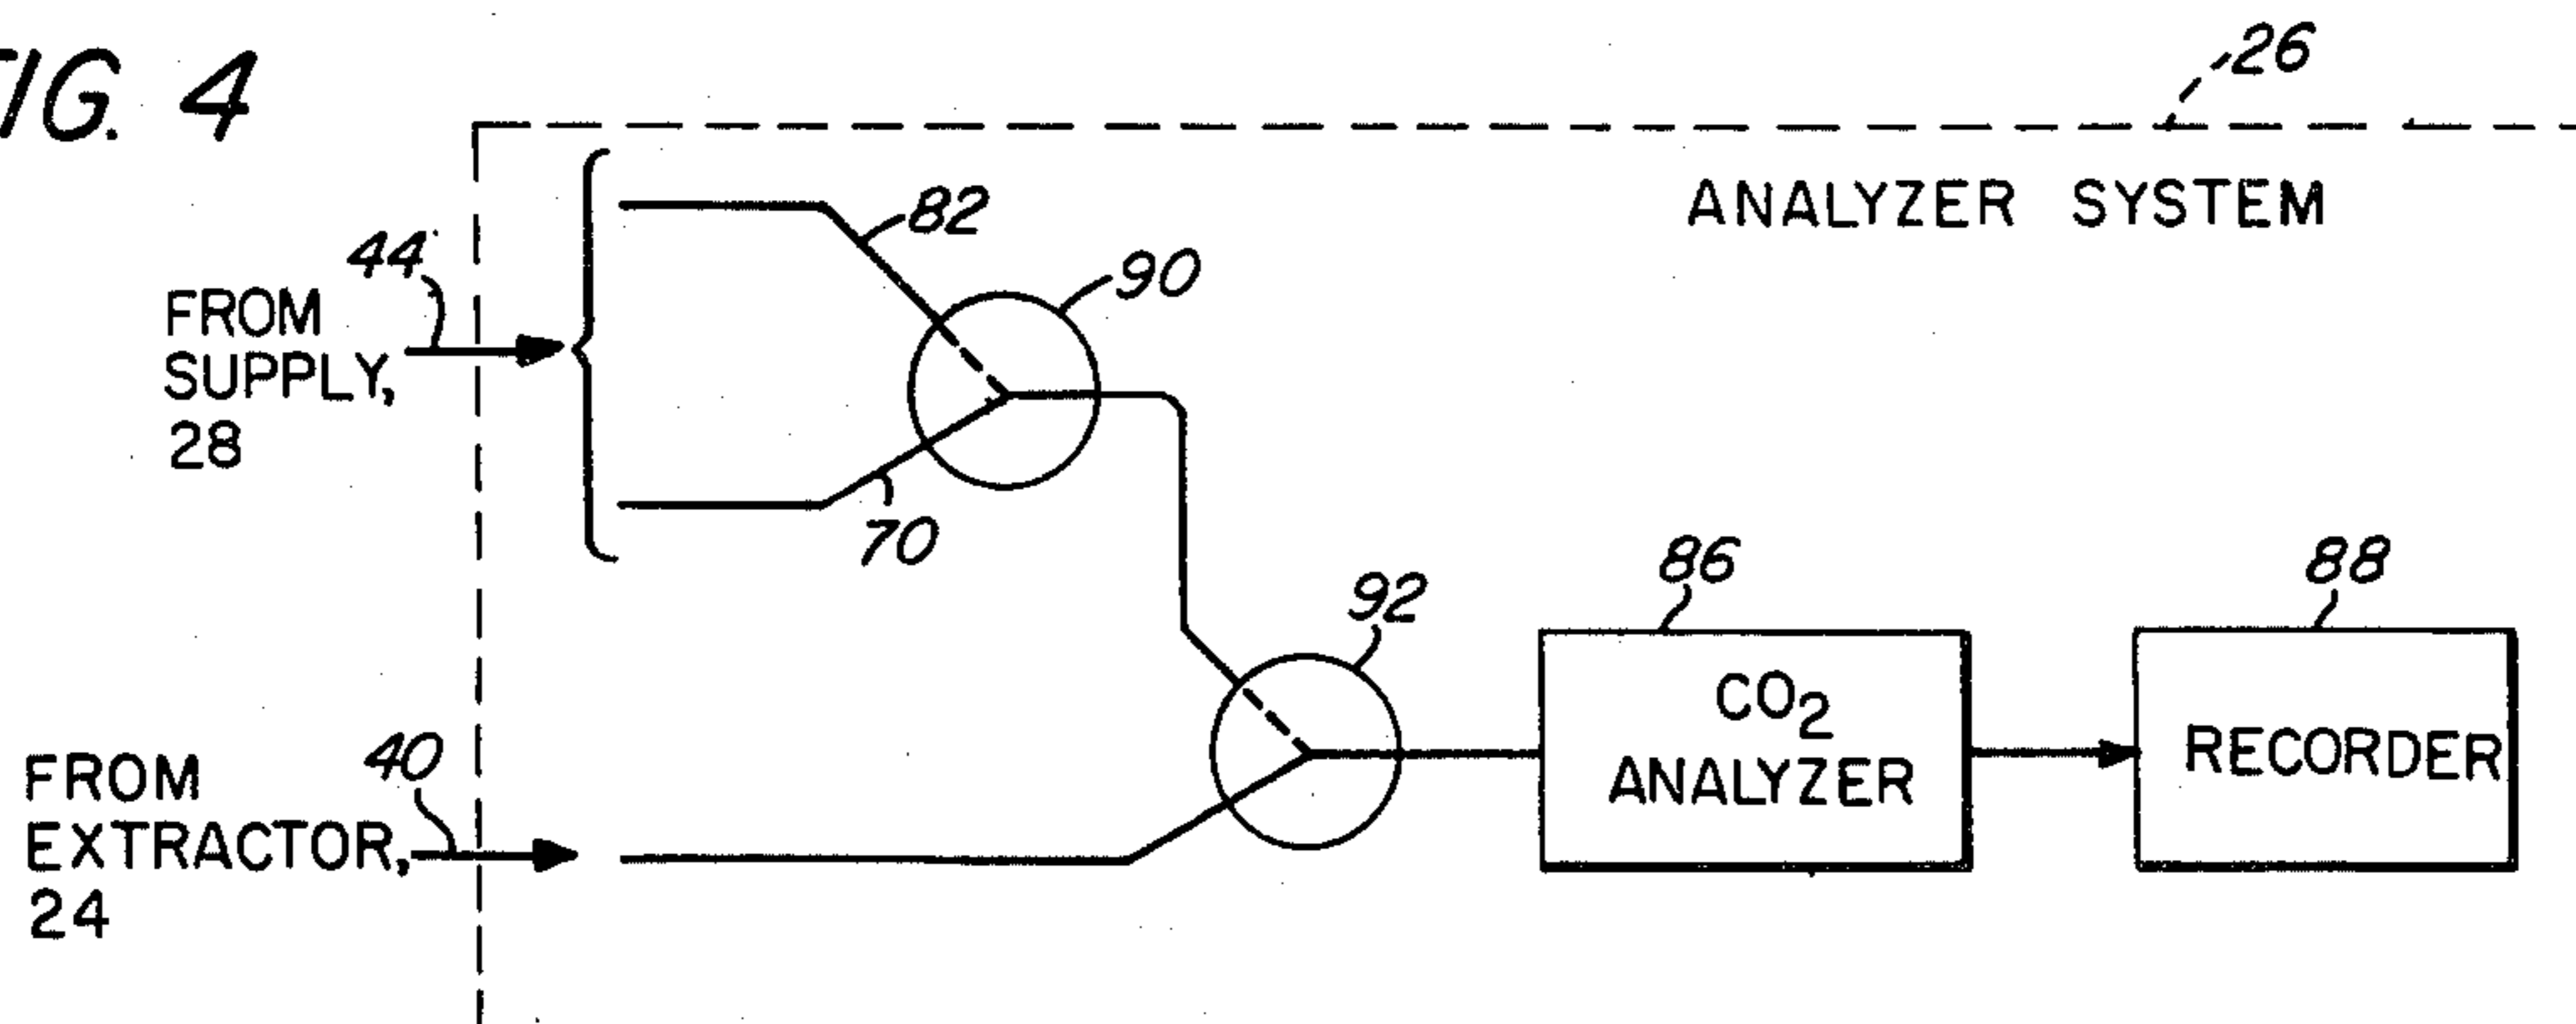 FIG. 4
26
ANALYZER SYSTEM
82
90
44
FROM
SUPPLY,
28
70
92
86
88
CO2
ANALYZER
RECORDER
40
FROM
EXTRACTOR,
24